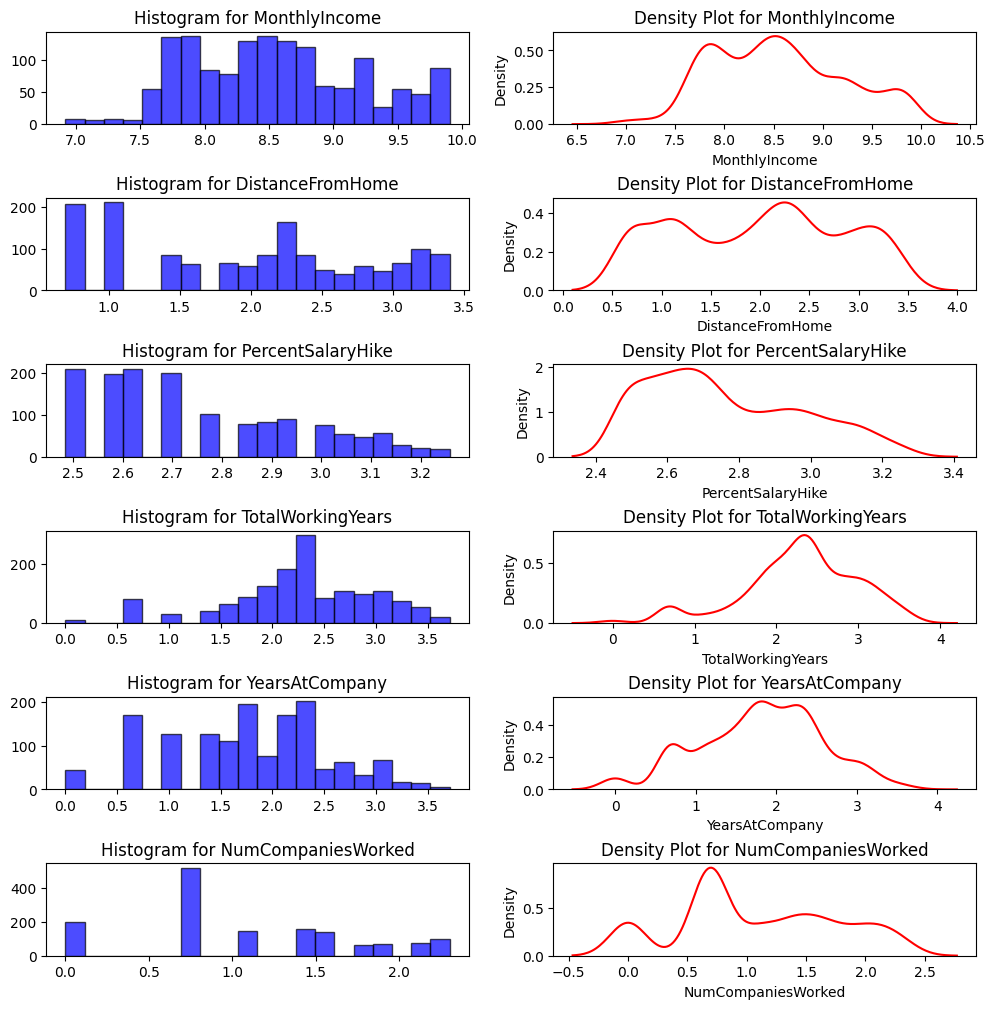 Histogram for MonthlyIncome
100
50
0
7.0 7.5 8.0 8.5 9.0 9.5 10.0
Density Plot for MonthlyIncome
Density
0.50
0.25
0.00
6.5 7.0 7.5 8.0 8.5 9.0 9.5 10.0 10.5
MonthlyIncome
Histogram for DistanceFromHome
200
100
0
1.0 1.5 2.0 2.5 3.0 3.5
Density Plot for DistanceFromHome
Density
0.4
0.2
0.0
0.0 0.5 1.0 1.5 2.0 2.5 3.0 3.5 4.0
DistanceFromHome
Histogram for PercentSalaryHike
200
100
0
2.5 2.6 2.7 2.8 2.9 3.0 3.1 3.2
Density Plot for PercentSalaryHike
Density
2
1
0
2.4 2.6 2.8 3.0 3.2 3.4
PercentSalaryHike
Histogram for TotalWorkingYears
200
0
0.0 0.5 1.0 1.5 2.0 2.5 3.0 3.5
Density Plot for TotalWorkingYears
Density
0.5
0.0
0 1 2 3 4
TotalWorkingYears
Histogram for YearsAtCompany
200
100
0
0.0 0.5 1.0 1.5 2.0 2.5 3.0 3.5
Density Plot for YearsAtCompany
Density
0.4
0.2
0.0
0 1 2 3 4
YearsAtCompany
Histogram for NumCompaniesWorked
400
200
0
0.0 0.5 1.0 1.5 2.0
Density Plot for NumCompaniesWorked
Density
0.5
0.0
−0.5 0.0 0.5 1.0 1.5 2.0 2.5
NumCompaniesWorked